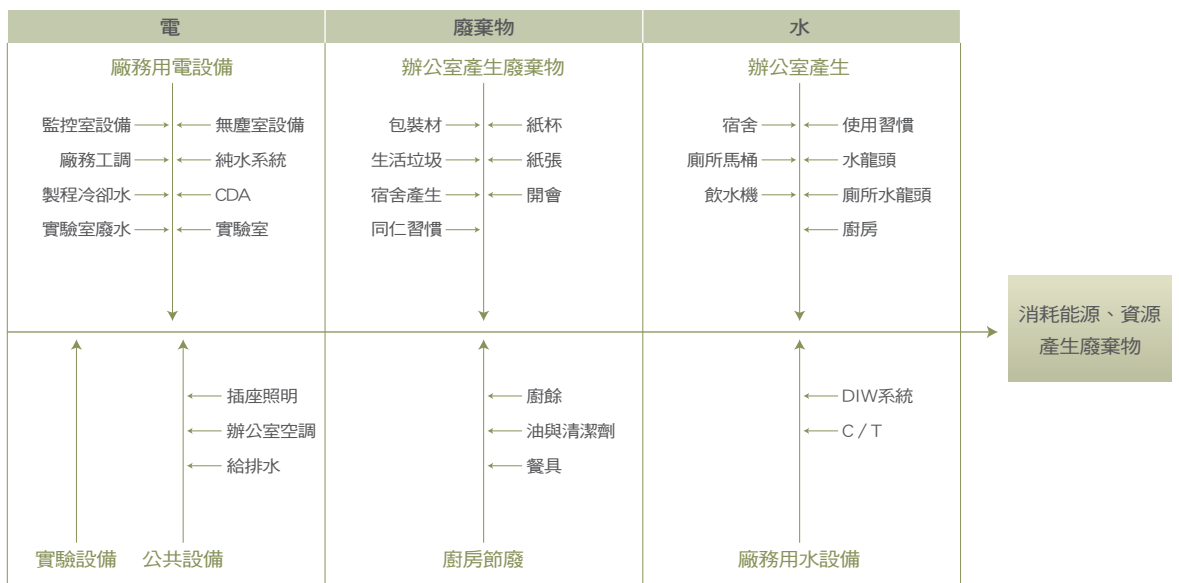 電
廢棄物
水
廠務用電設備
辦公室產生廢棄物
辦公室產生
監控室設備
無塵室設備
包裝材
紙杯
宿舍
使用習慣
廠務工調
純水系統
生活垃圾
紙張
廁所馬桶
水龍頭
製程冷卻水
CDA
宿舍產生
開會
飲水機
廁所水龍頭
實驗室廢水
實驗室
同仁習慣
廚房
消耗能源、資源
產生廢棄物
插座照明
廚餘
DIW系統
辦公室空調
油與清潔劑
C / T
給排水
餐具
實驗設備
公共設備
廚房節廢
廠務用水設備